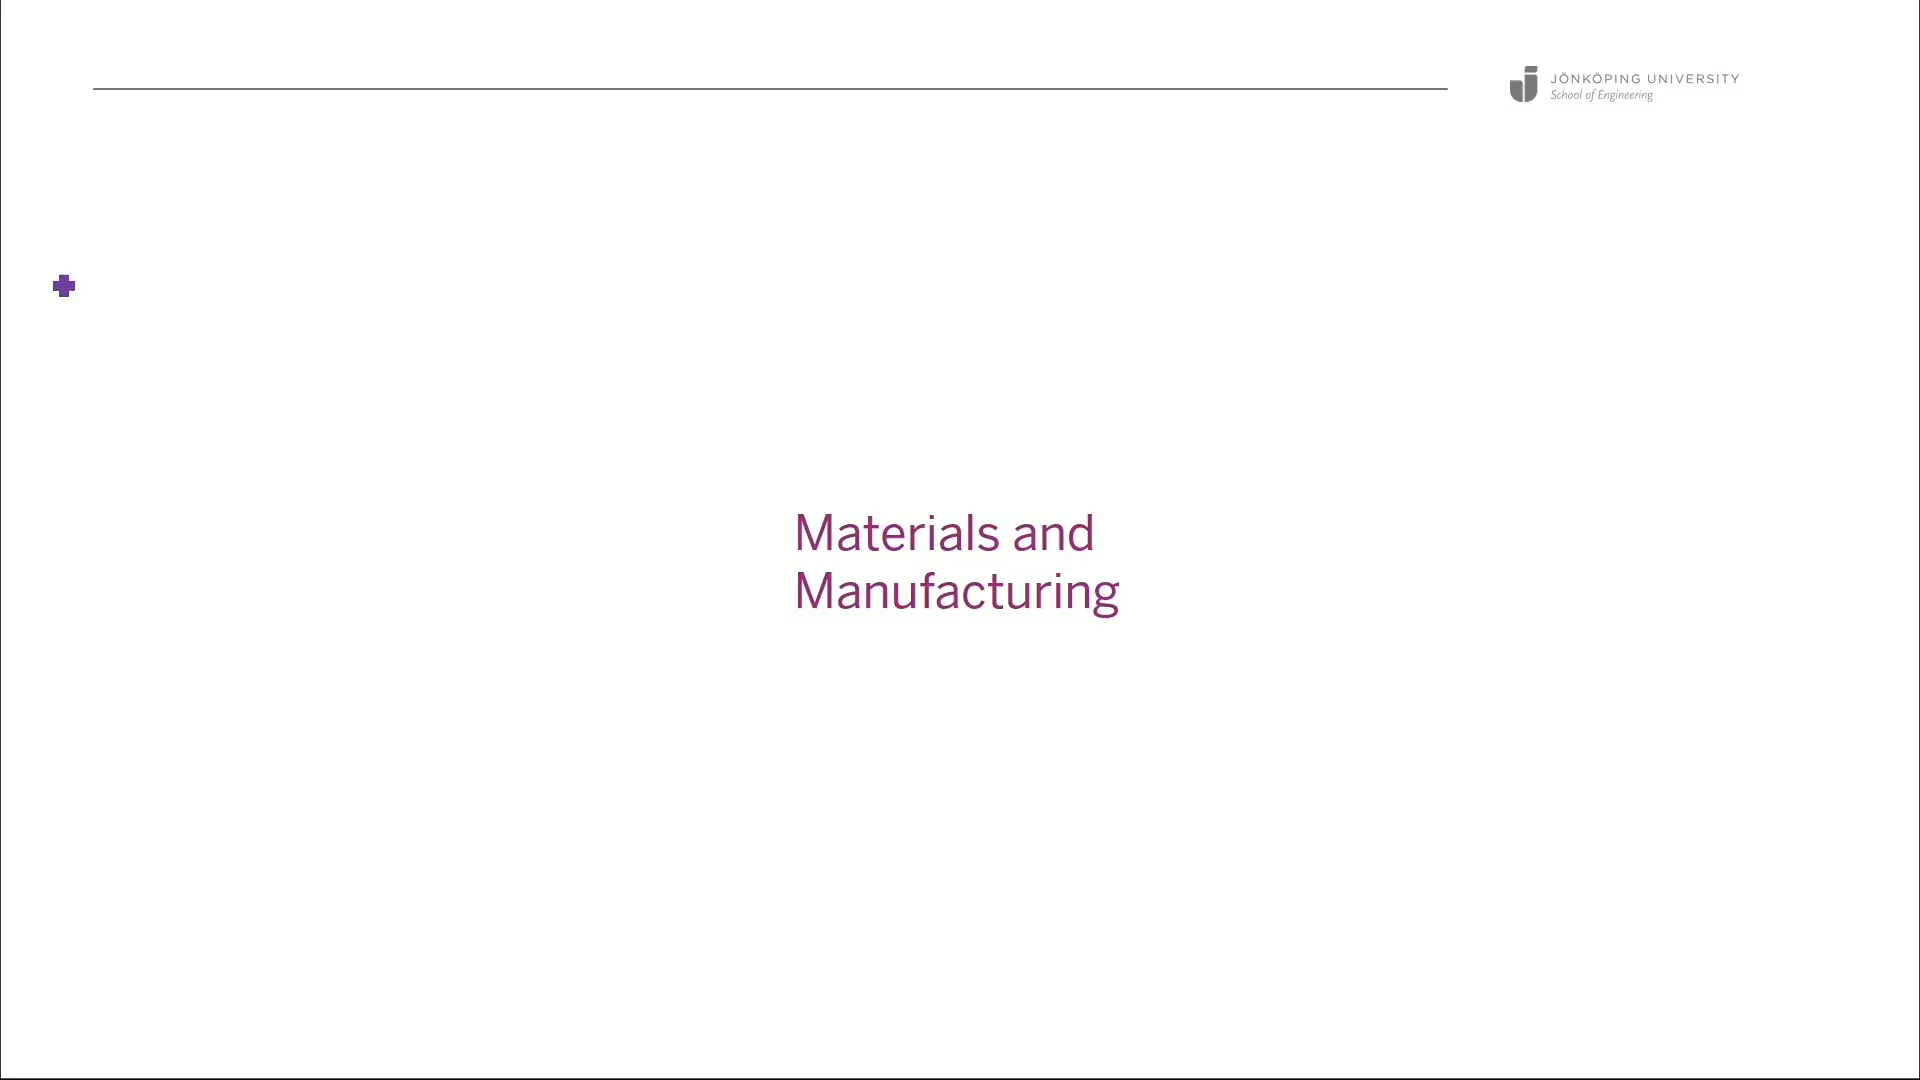 JÖNKÖPING UNIVERSITY
School of Engineering
Materials and
Manufacturing